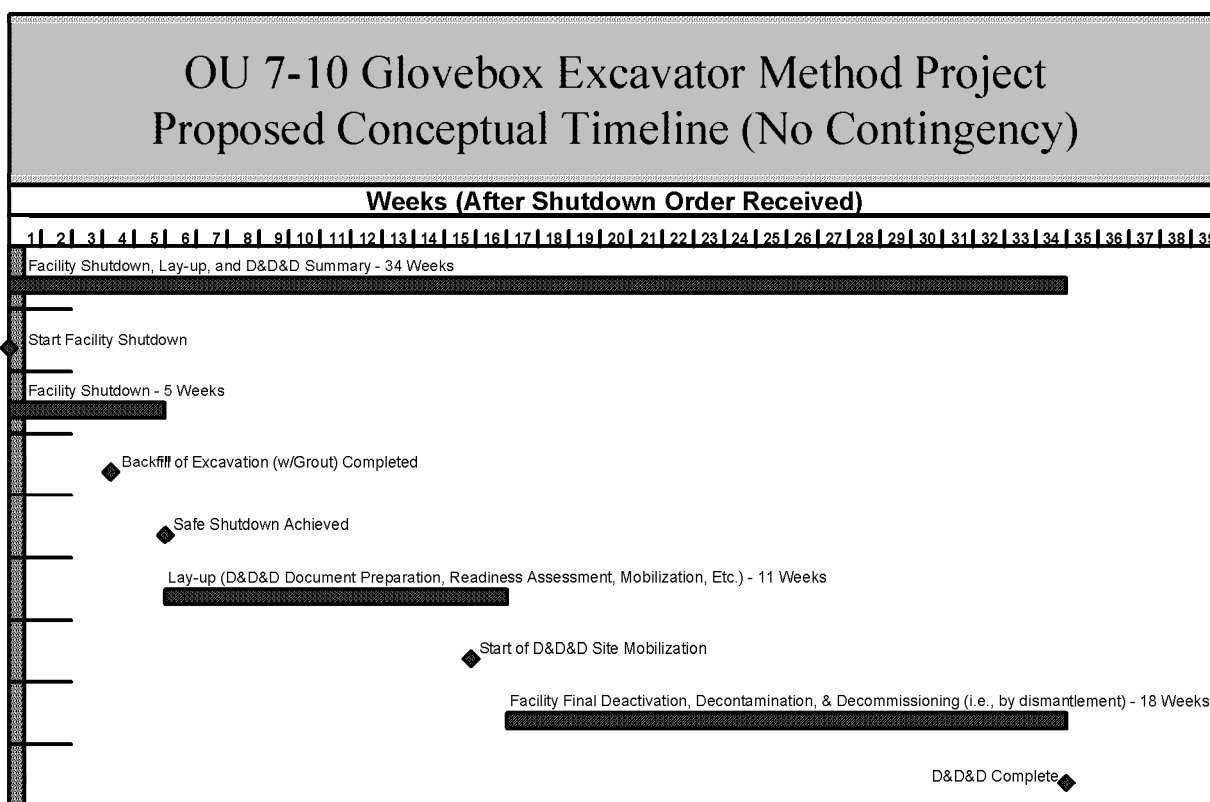 OU 7-10 Glovebox Excavator Method Project
Proposed Conceptual Timeline (No Contingency)
Weeks (After Shutdown Order Received)
1 2 3 4 5 6 7 8 9 10 11 12 13 14 15 16 17 18 19 20 21 22 23 24 25 26 27 28 29 30 31 32 33 34 35 36 37 38 39
Facility Shutdown, Lay-up, and D&D&D Summary - 34 Weeks
Start Facility Shutdown
Facility Shutdown - 5 Weeks
Backfill of Excavation (w/Grout) Completed
Safe Shutdown Achieved
Lay-up (D&D&D Document Preparation, Readiness Assessment, Mobilization, Etc.) - 11 Weeks
Start of D&D&D Site Mobilization
Facility Final Deactivation, Decontamination, & Decommissioning (i.e., by dismantlement) - 18 Weeks
D&D&D Complete